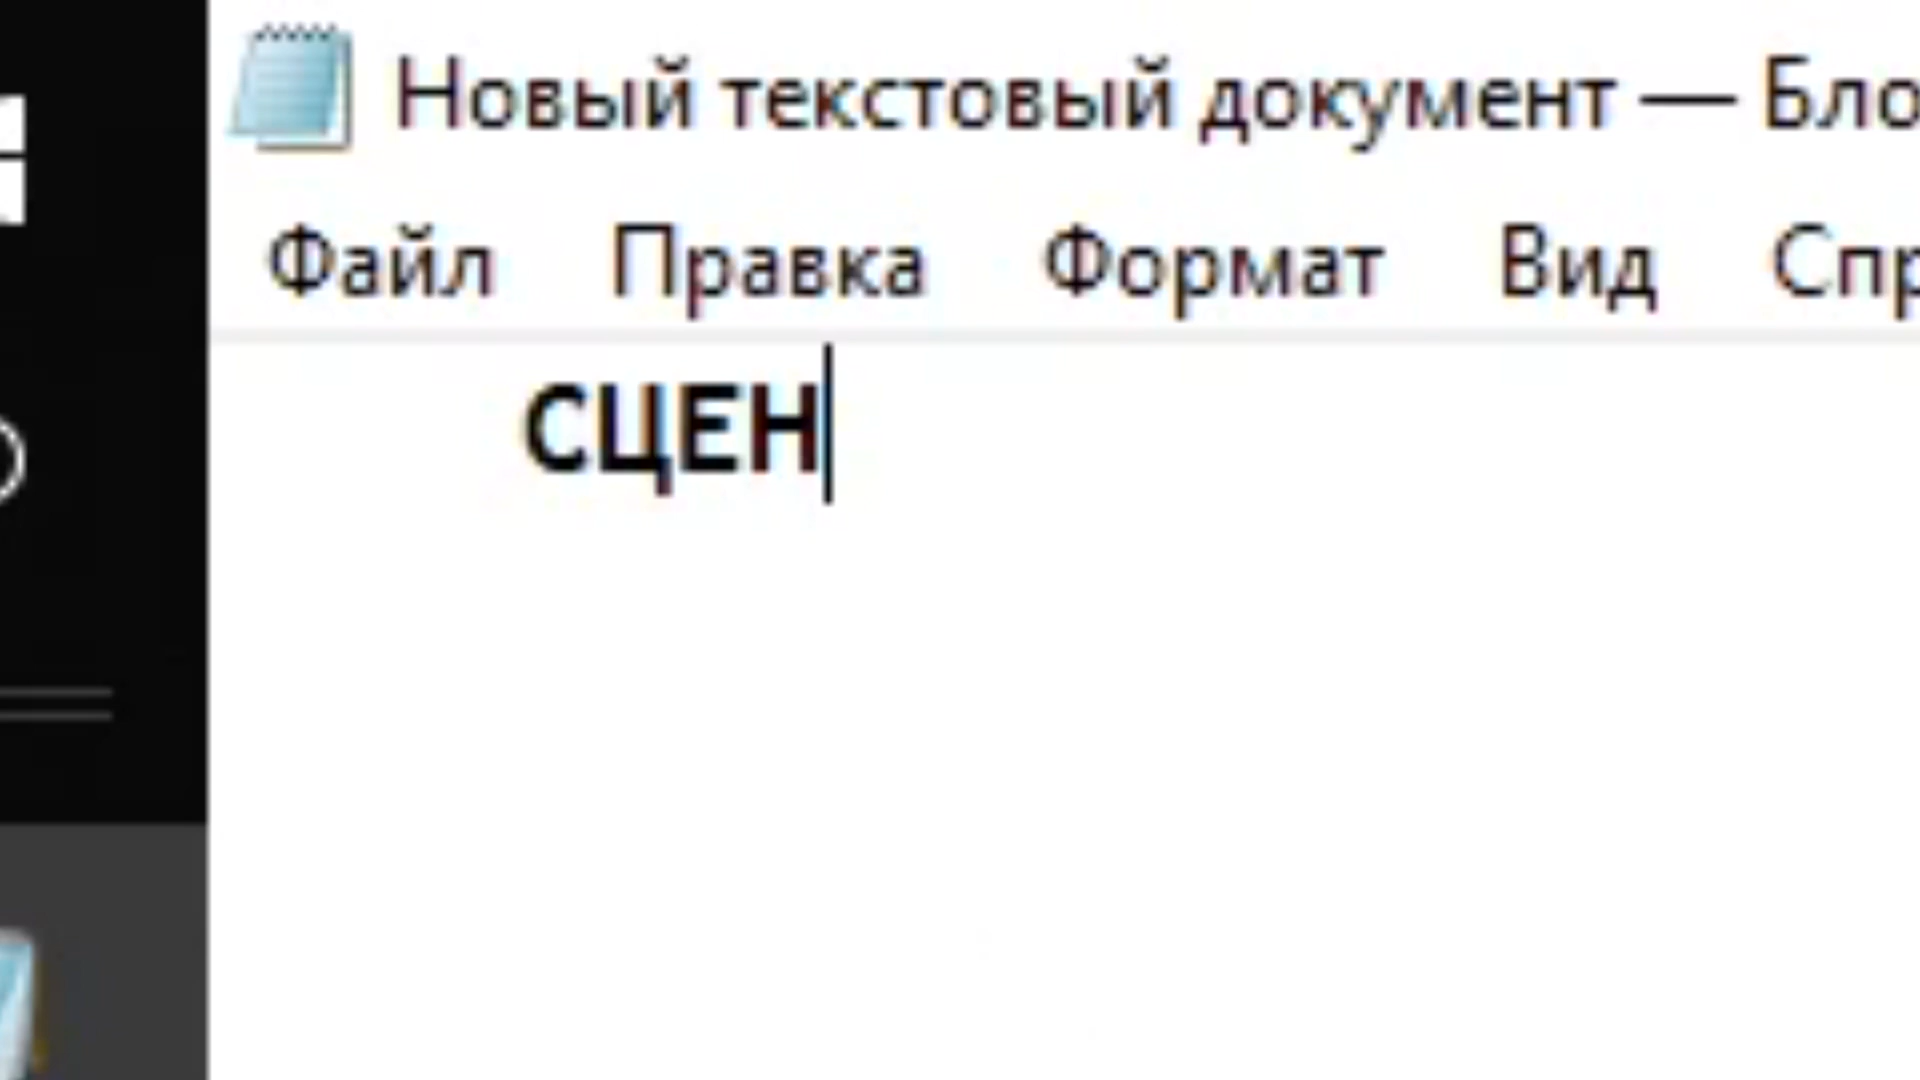 Новый текстовый документ — Бло
Файл Правка Формат Вид Спр
СЦЕН